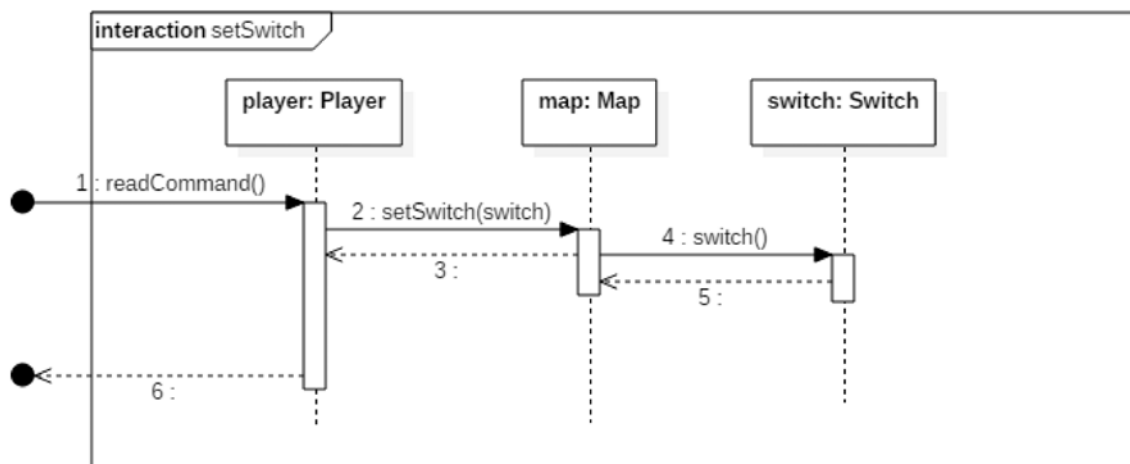 interaction setSwitch
player: Player
map: Map
switch: Switch
1 : readCommand()
2 : setSwitch(switch)
4 : switch()
3 :
5 :
6 :